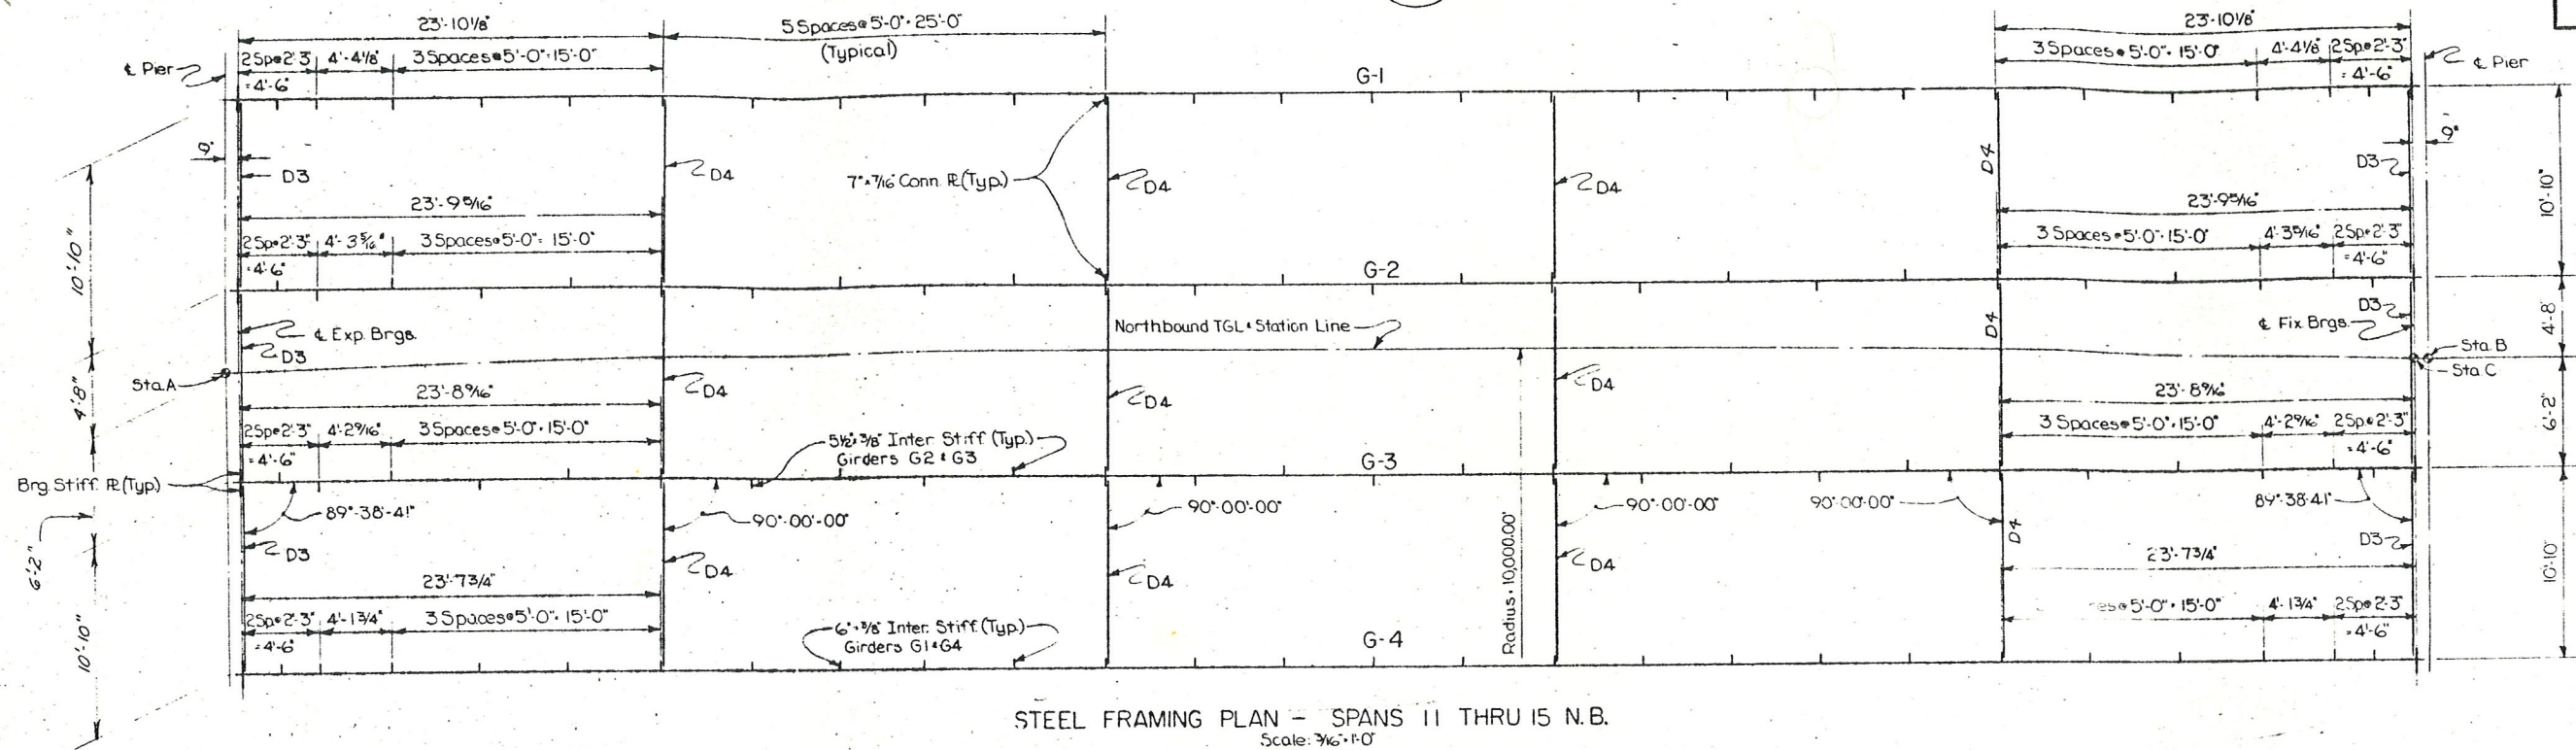 23'-10 1/8"
5 Spaces @ 5'-0" = 25'-0"
(Typical)
23'-10 1/8"
2 Sp @ 2'-3"
4'-4 1/8"
3 Spaces @ 5'-0" = 15'-0"
= 4'-6"
3 Spaces @ 5'-0" = 15'-0"
4'-4 1/8"
2 Sp @ 2'-3"
= 4'-6"
℄ Pier
G-1
℄ Pier
9"
9"
D3
D4
7" x 7/16" Conn. ℄ (Typ.)
D4
D4
D4
D3
10'-10"
10'-10"
23'-9 5/16"
23'-9 5/16"
2 Sp @ 2'-3"
4'-3 5/16"
3 Spaces @ 5'-0" = 15'-0"
= 4'-6"
3 Spaces @ 5'-0" = 15'-0"
4'-3 5/16"
2 Sp @ 2'-3"
= 4'-6"
G-2
℄ Exp. Brgs.
D3
Northbound TGL & Station Line
D4
D3
℄ Fix. Brgs.
4'-8"
4'-8"
Sta. A
Sta. B
Sta. C
D4
D4
D4
23'-8 9/16"
23'-8 9/16"
2 Sp @ 2'-3"
4'-2 9/16"
3 Spaces @ 5'-0" = 15'-0"
= 4'-6"
3 Spaces @ 5'-0" = 15'-0"
4'-2 9/16"
2 Sp @ 2'-3"
= 4'-6"
6'-2"
5 1/2" x 3/8" Inter. Stiff. (Typ.)
Girders G2 & G3
G-3
Brg. Stiff. ℄ (Typ.)
89°-38'-41"
90°-00'-00"
90°-00'-00"
90°-00'-00"
90°-00'-00"
89°-38'-41"
6'-2"
D3
D4
D4
D4
D4
D3
Radius = 10,000.00'
10'-10"
10'-10"
23'-7 3/4"
23'-7 3/4"
2 Sp @ 2'-3"
4'-1 3/4"
3 Spaces @ 5'-0" = 15'-0"
= 4'-6"
es @ 5'-0" = 15'-0"
4'-1 3/4"
2 Sp @ 2'-3"
= 4'-6"
6" x 3/8" Inter. Stiff. (Typ.)
Girders G1 & G4
G-4
STEEL FRAMING PLAN - SPANS 11 THRU 15 N.B.
Scale: 3/16" = 1'-0"